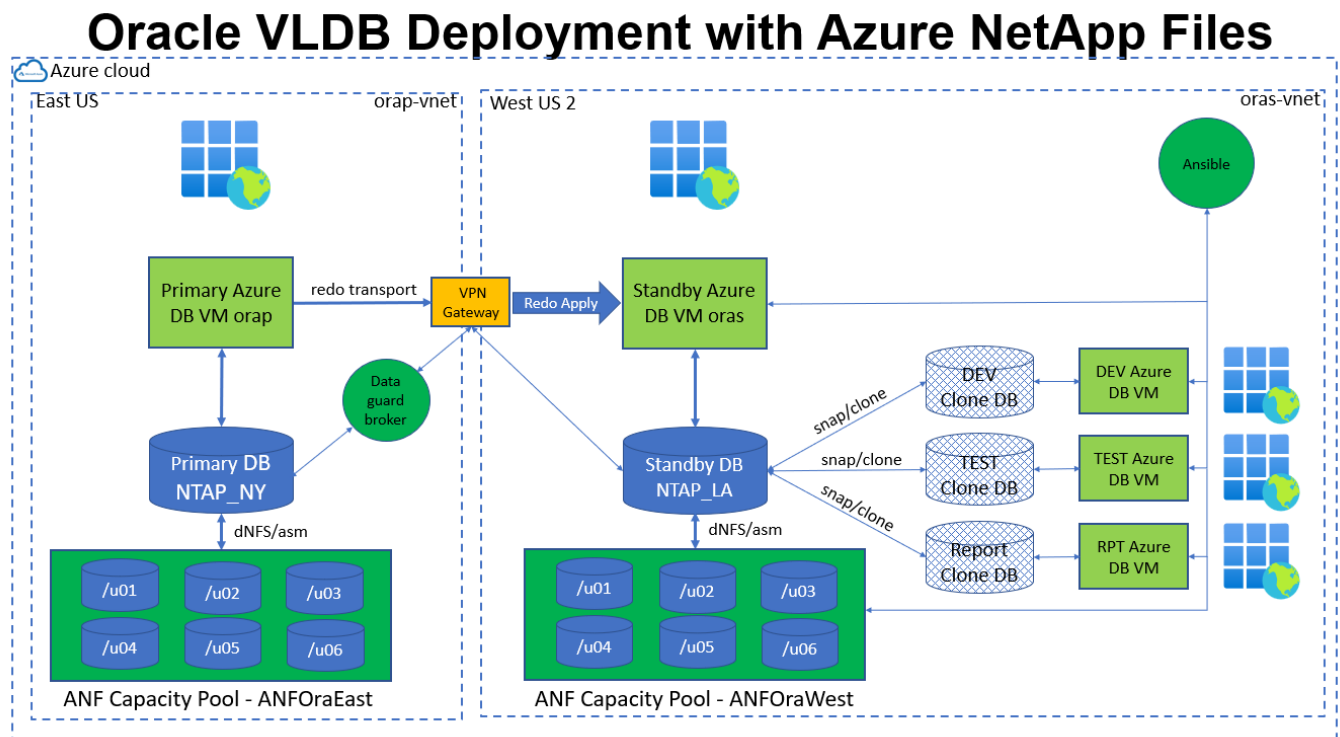 Oracle VLDB Deployment with Azure NetApp Files
Azure cloud
East US
orap-vnet
West US 2
oras-vnet
Ansible
Primary Azure
DB VM orap
redo transport
VPN
Gateway
Redo Apply
Standby Azure
DB VM oras
Data
guard
broker
DEV
Clone DB
DEV Azure
DB VM
snap/clone
Primary DB
NTAP_NY
Standby DB
NTAP_LA
snap/clone
TEST
Clone DB
TEST Azure
DB VM
snap/clone
Report
Clone DB
RPT Azure
DB VM
dNFS/asm
dNFS/asm
/u01
/u02
/u03
/u04
/u05
/u06
/u01
/u02
/u03
/u04
/u05
/u06
ANF Capacity Pool - ANFOraEast
ANF Capacity Pool - ANFOraWest